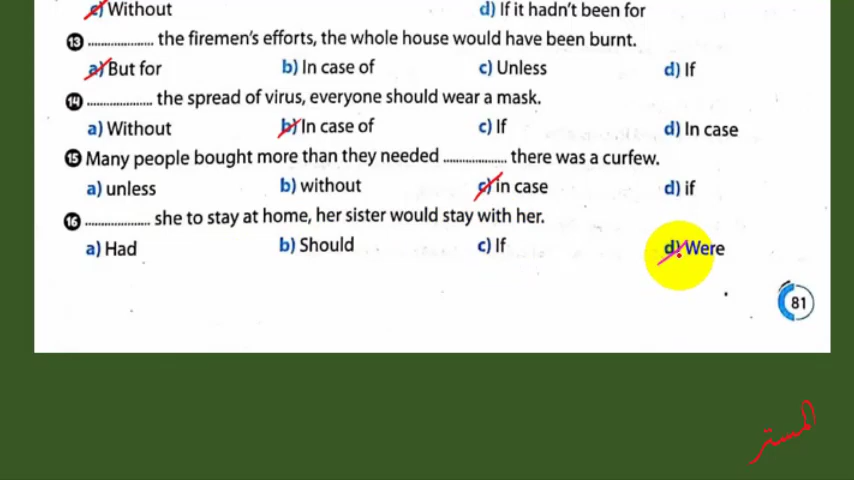 c) Without d) If it hadn't been for
13 .................... the firemen's efforts, the whole house would have been burnt.
a) But for b) In case of c) Unless d) If
14 .................... the spread of virus, everyone should wear a mask.
a) Without b) In case of c) If d) In case
15 Many people bought more than they needed .................... there was a curfew.
a) unless b) without c) in case d) if
16 .................... she to stay at home, her sister would stay with her.
a) Had b) Should c) If d) Were
81
المستر